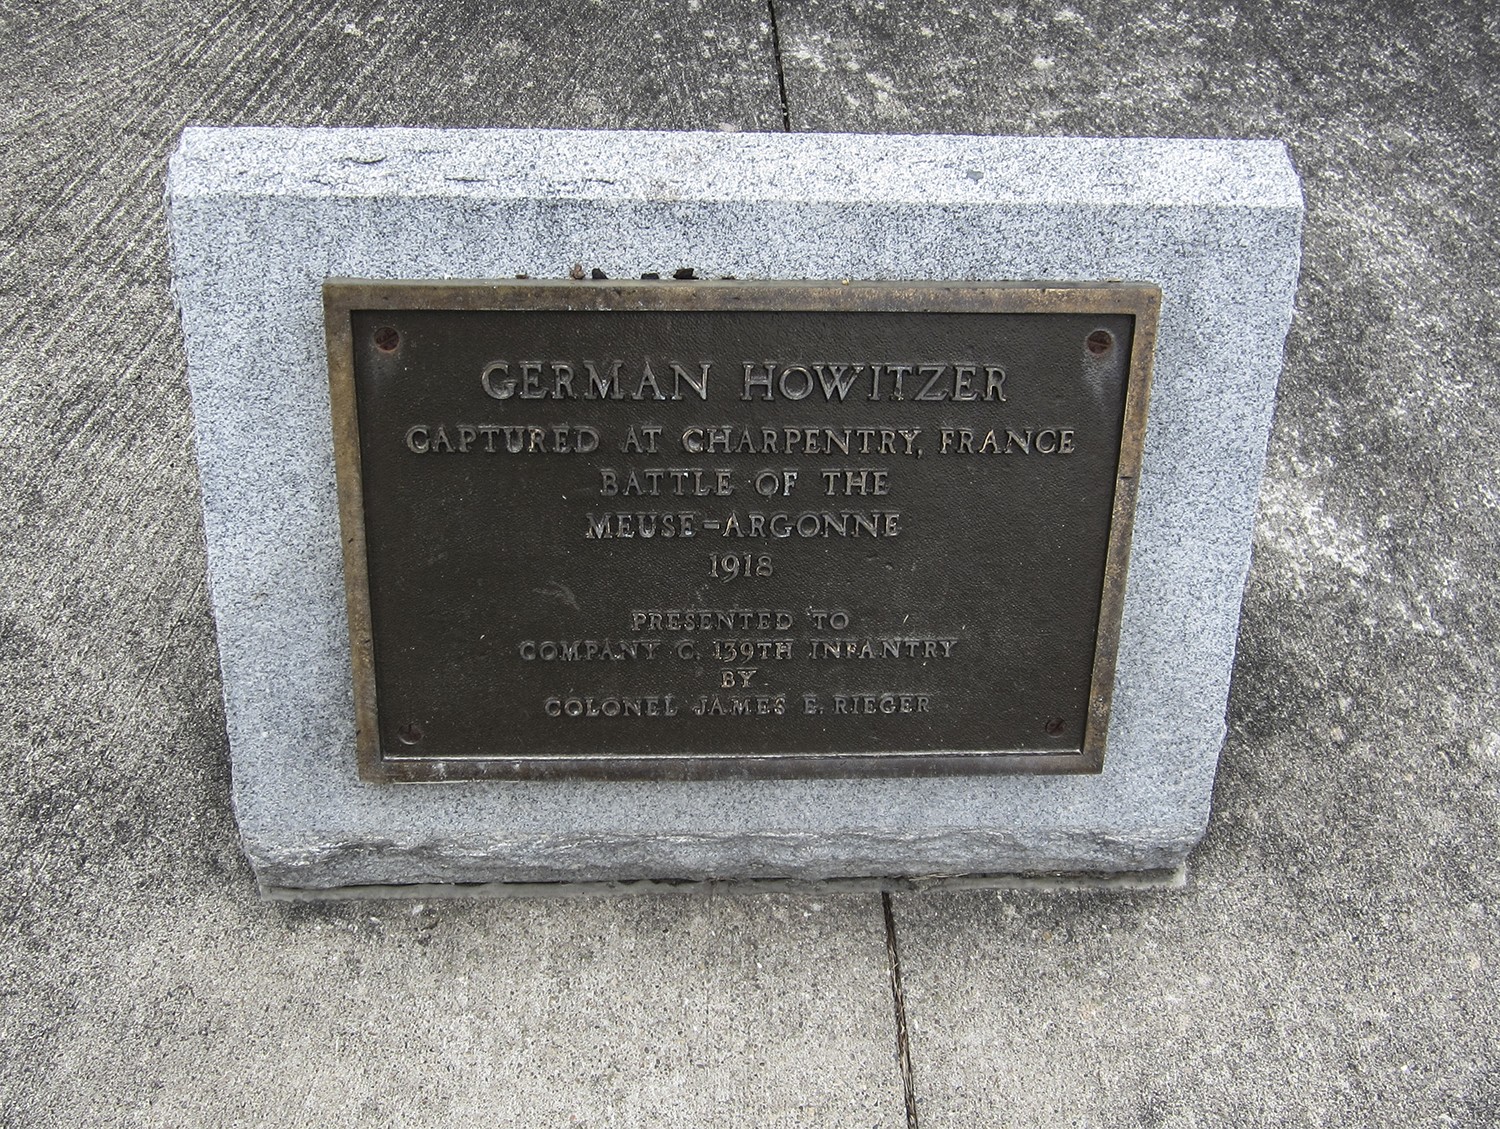 GERMAN HOWITZER
CAPTURED AT CHARPENTRY, FRANCE
BATTLE OF THE
MEUSE-ARGONNE
1918
PRESENTED TO
COMPANY C, 139TH INFANTRY
BY
COLONEL JAMES E. RIEGER